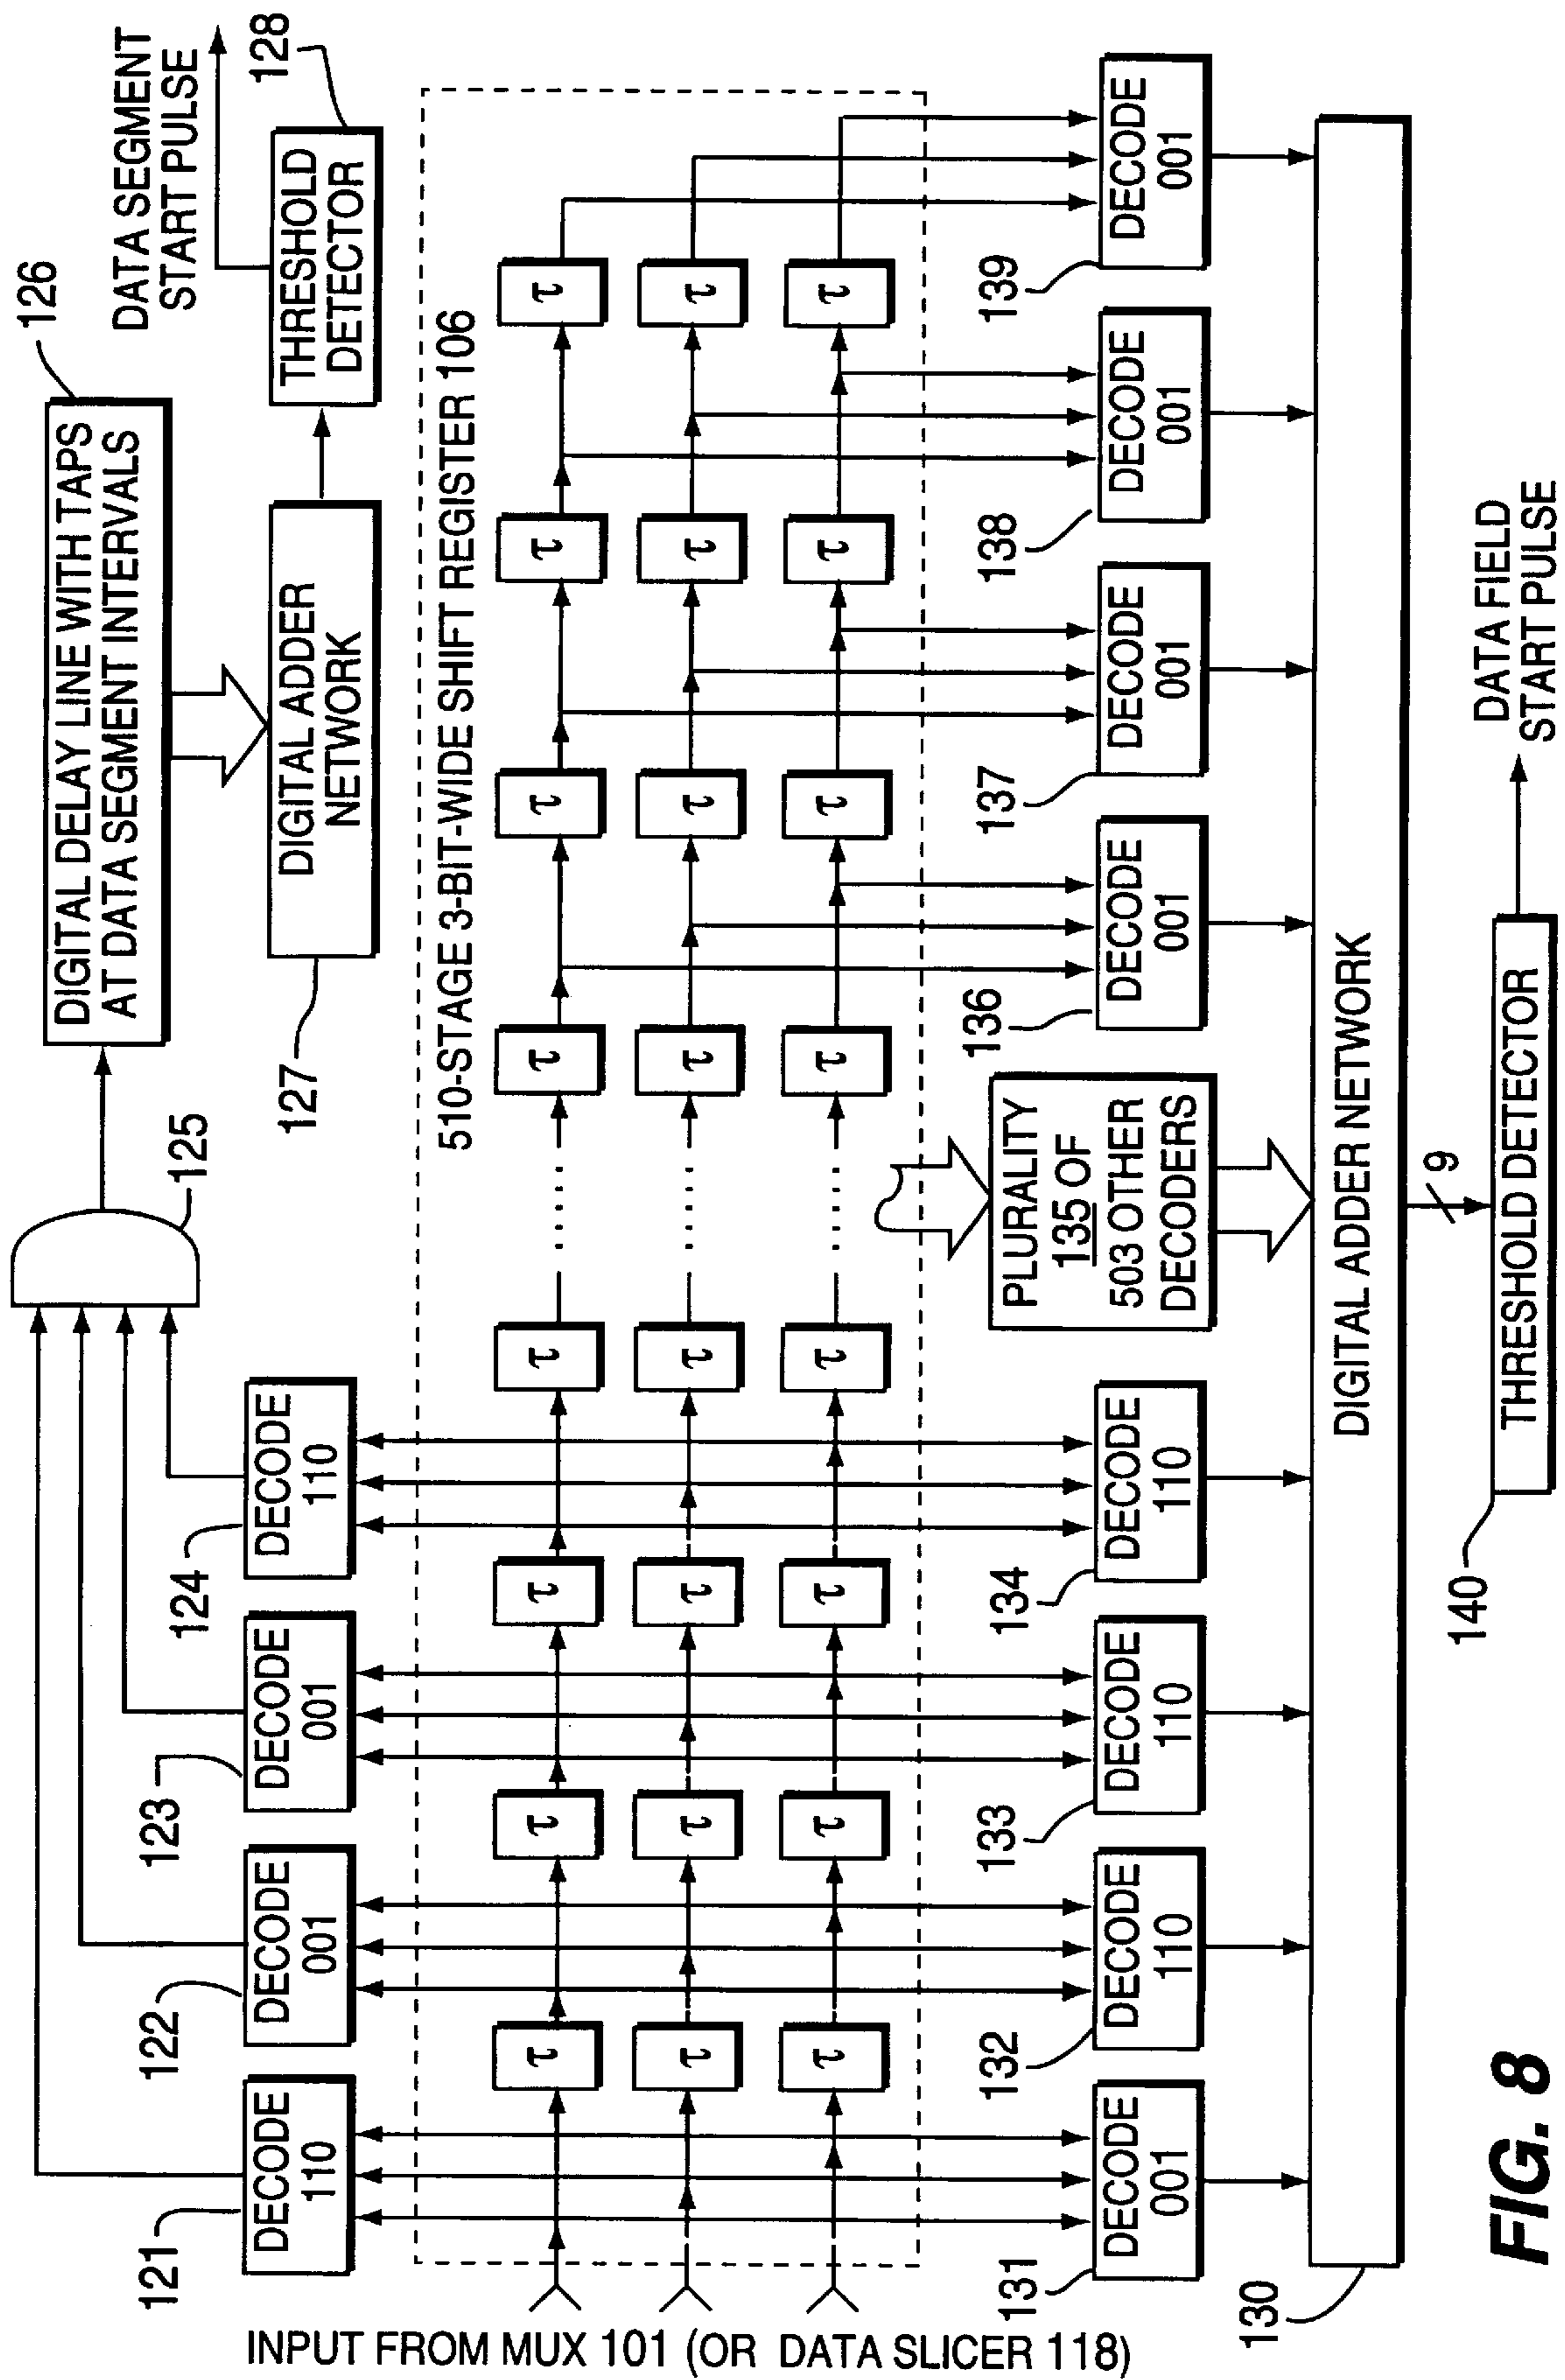 DATA SEGMENT
START PULSE
126
DIGITAL DELAY LINE WITH TAPS
AT DATA SEGMENT INTERVALS
125
128
THRESHOLD
DETECTOR
127
DIGITAL ADDER
NETWORK
121
DECODE
110
122
DECODE
001
123
DECODE
001
124
DECODE
110
510-STAGE 3-BIT-WIDE SHIFT REGISTER 106
τ τ τ τ τ τ τ τ τ
τ τ τ τ τ τ τ τ τ
τ τ τ τ τ τ τ τ τ
INPUT FROM MUX 101 (OR DATA SLICER 118)
131
DECODE
001
132
DECODE
110
133
DECODE
110
134
DECODE
110
PLURALITY
135 OF
503 OTHER
DECODERS
136
DECODE
001
137
DECODE
001
138
DECODE
001
139
DECODE
001
130
DIGITAL ADDER NETWORK
9
140
THRESHOLD DETECTOR
DATA FIELD
START PULSE
FIG. 8